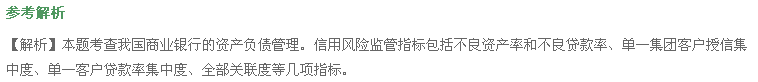 参考解析
【解析】本题考查我国商业银行的资产负债管理。信用风险监管指标包括不良资产率和不良贷款率、单一集团客户授信集
中度、单一客户贷款率集中度、全部关联度等几项指标。